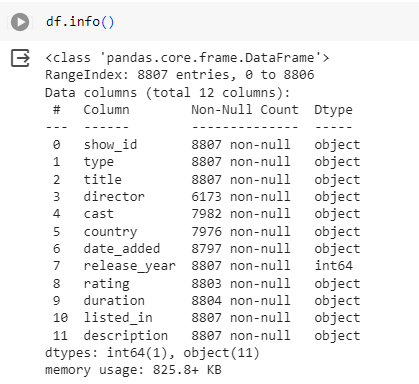 df.info()
<class 'pandas.core.frame.DataFrame'>
RangeIndex: 8807 entries, 0 to 8806
Data columns (total 12 columns):
 #   Column        Non-Null Count  Dtype
---  ------        --------------  -----
 0   show_id       8807 non-null   object
 1   type          8807 non-null   object
 2   title         8807 non-null   object
 3   director      6173 non-null   object
 4   cast          7982 non-null   object
 5   country       7976 non-null   object
 6   date_added    8797 non-null   object
 7   release_year  8807 non-null   int64
 8   rating        8803 non-null   object
 9   duration      8804 non-null   object
 10  listed_in     8807 non-null   object
 11  description   8807 non-null   object
dtypes: int64(1), object(11)
memory usage: 825.8+ KB